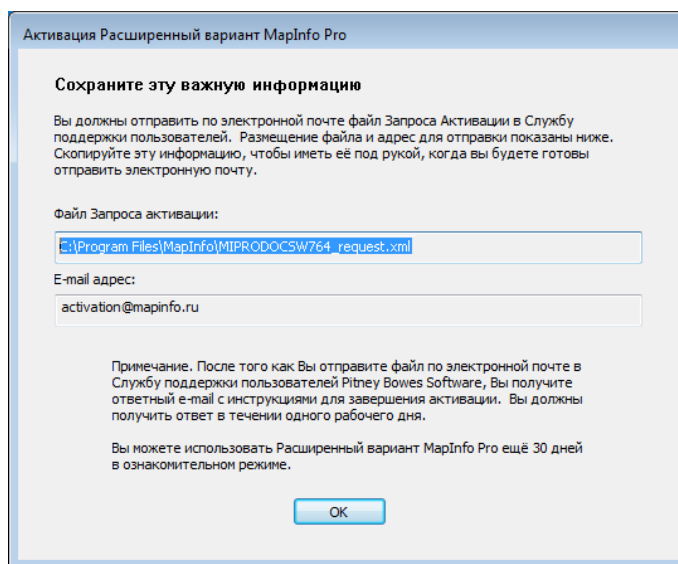 Активация Расширенный вариант MapInfo Pro
Сохраните эту важную информацию
Вы должны отправить по электронной почте файл Запроса Активации в Службу
поддержки пользователей. Размещение файла и адрес для отправки показаны ниже.
Скопируйте эту информацию, чтобы иметь её под рукой, когда вы будете готовы
отправить электронную почту.
Файл Запроса активации:
C:\Program Files\MapInfo\MIPRODOCSW764_request.xml
E-mail адрес:
activation@mapinfo.ru
Примечание. После того как Вы отправите файл по электронной почте в
Службу поддержки пользователей Pitney Bowes Software, Вы получите
ответный e-mail с инструкциями для завершения активации. Вы должны
получить ответ в течении одного рабочего дня.
Вы можете использовать Расширенный вариант MapInfo Pro ещё 30 дней
в ознакомительном режиме.
OK